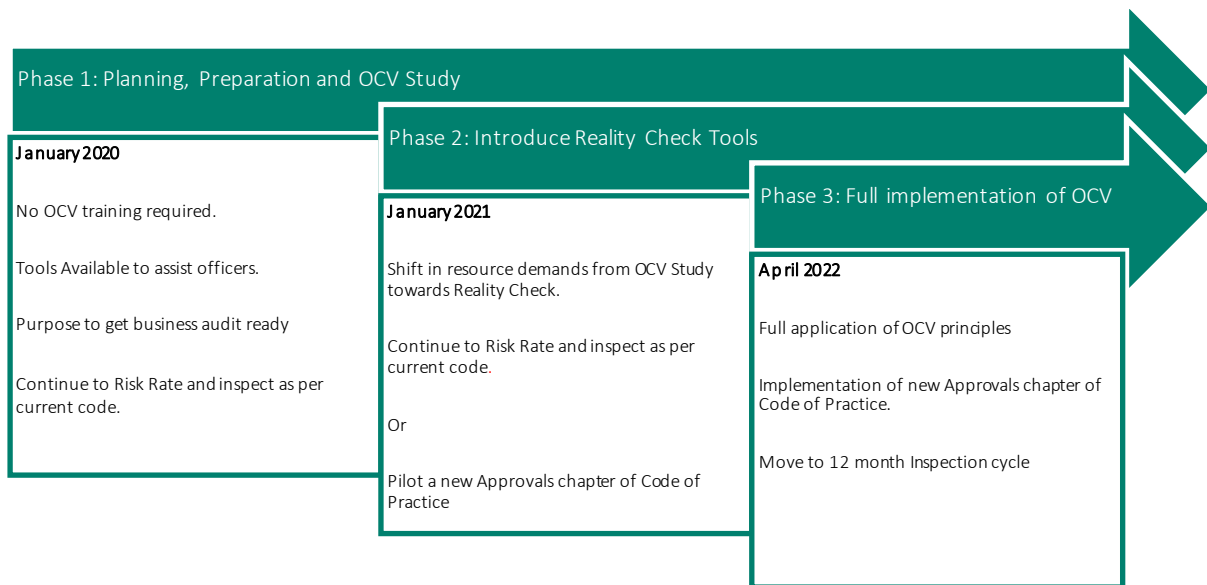 Phase 1: Planning, Preparation and OCV Study
January 2020
No OCV training required.
Tools Available to assist officers.
Purpose to get business audit ready
Continue to Risk Rate and inspect as per
current code.
Phase 2: Introduce Reality Check Tools
January 2021
Shift in resource demands from OCV Study
towards Reality Check.
Continue to Risk Rate and inspect as per
current code.
Or
Pilot a new Approvals chapter of Code of
Practice
Phase 3: Full implementation of OCV
April 2022
Full application of OCV principles
Implementation of new Approvals chapter of
Code of Practice.
Move to 12 month Inspection cycle